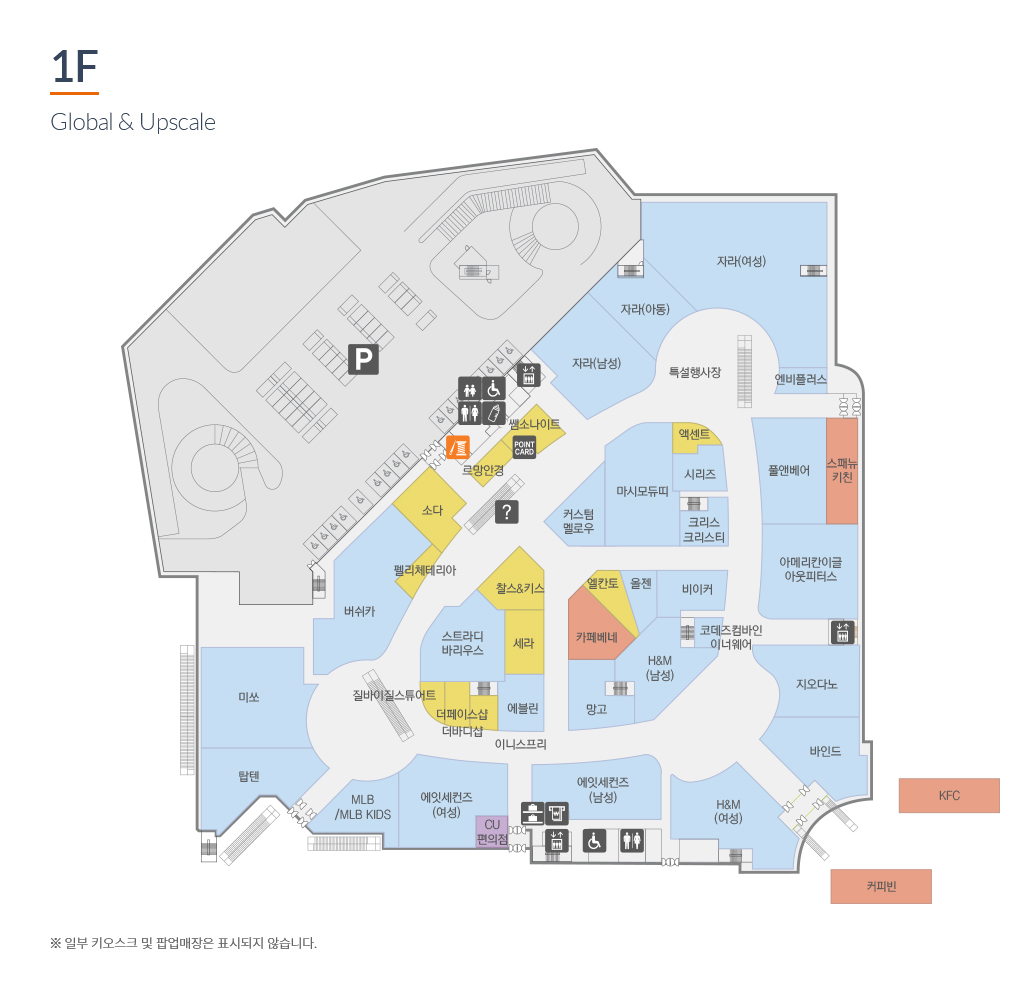 1F
Global & Upscale
자라(여성)
자라(아동)
자라(남성)
특설행사장
엔비플러스
P
쌤소나이트
POINT
CARD
로망안경
액센트
시리즈
마시모듀띠
풀앤베어
스패뉴
키친
소다
?
커스텀
멜로우
크리스
크리스티
펠리체테리아
찰스&키스
엘칸토
올젠
비이커
아메리칸이글
아웃피터스
버쉬카
스트라디
바리우스
세라
카페베네
코데즈컴바인
이너웨어
H&M
(남성)
미쏘
질바이질스튜어트
더페이스샵
더바디샵
에블린
망고
지오다노
이니스프리
바인드
탑텐
MLB
/MLB KIDS
에잇세컨즈
(여성)
에잇세컨즈
(남성)
H&M
(여성)
CU
편의점
KFC
커피빈
※ 일부 키오스크 및 팝업매장은 표시되지 않습니다.